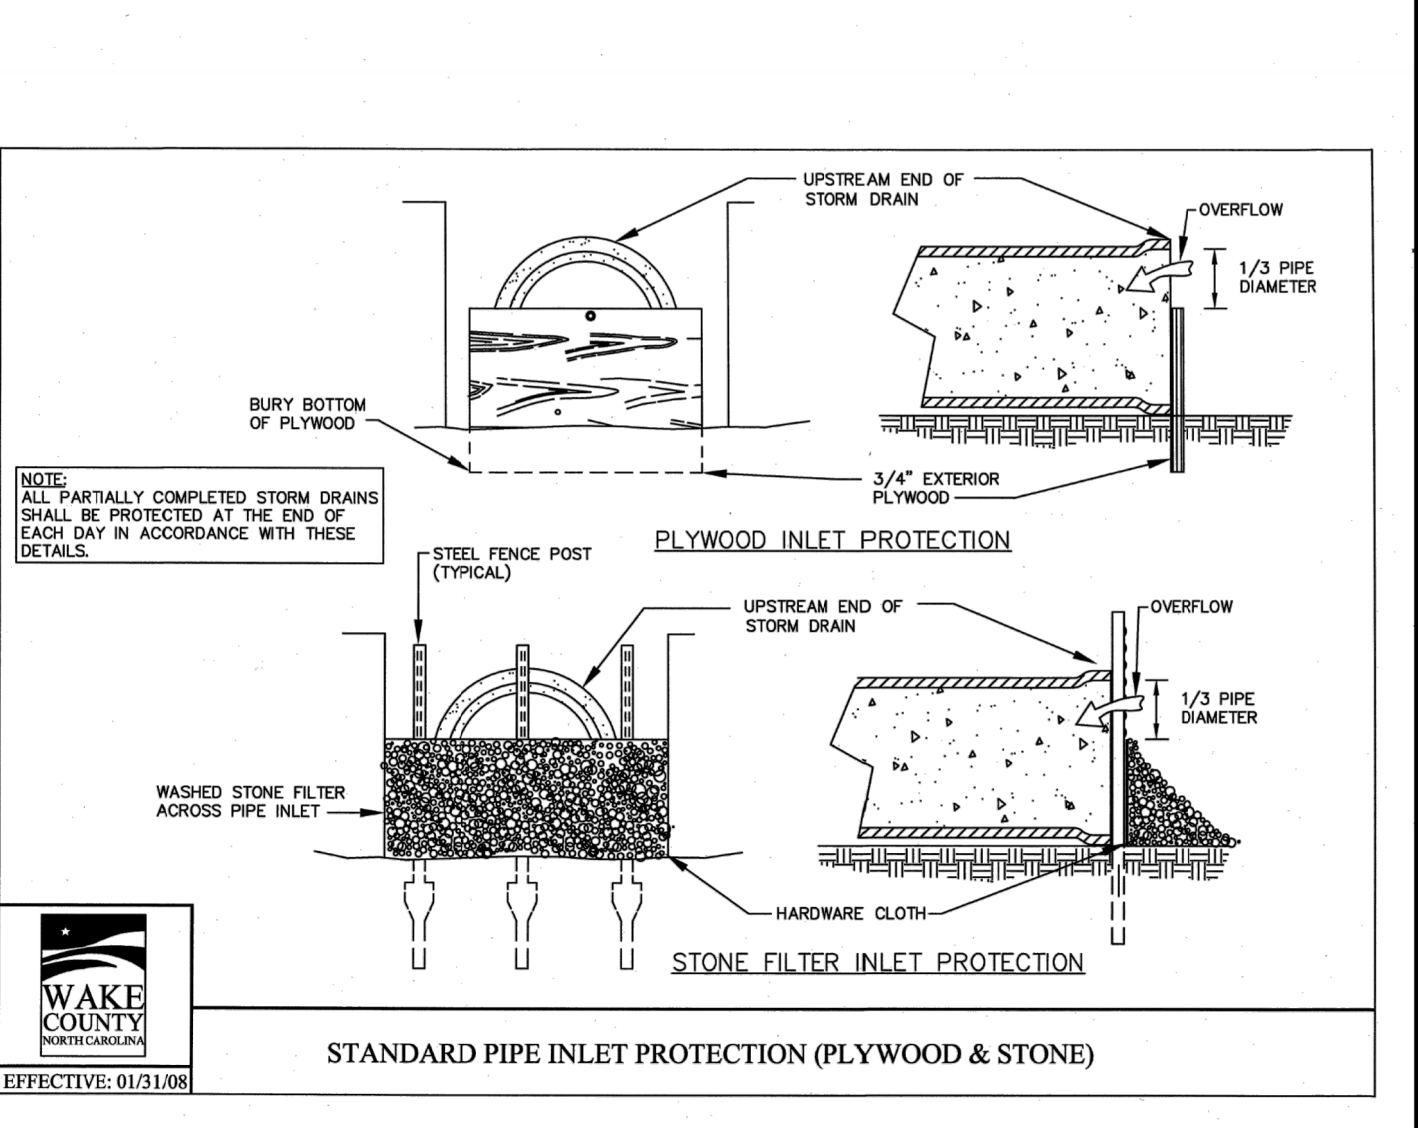 UPSTREAM END OF
STORM DRAIN
OVERFLOW
1/3 PIPE
DIAMETER
BURY BOTTOM
OF PLYWOOD
3/4" EXTERIOR
PLYWOOD
NOTE:
ALL PARTIALLY COMPLETED STORM DRAINS
SHALL BE PROTECTED AT THE END OF
EACH DAY IN ACCORDANCE WITH THESE
DETAILS.
PLYWOOD INLET PROTECTION
STEEL FENCE POST
(TYPICAL)
UPSTREAM END OF
STORM DRAIN
OVERFLOW
1/3 PIPE
DIAMETER
WASHED STONE FILTER
ACROSS PIPE INLET
HARDWARE CLOTH
STONE FILTER INLET PROTECTION
WAKE
COUNTY
NORTH CAROLINA
STANDARD PIPE INLET PROTECTION (PLYWOOD & STONE)
EFFECTIVE: 01/31/08